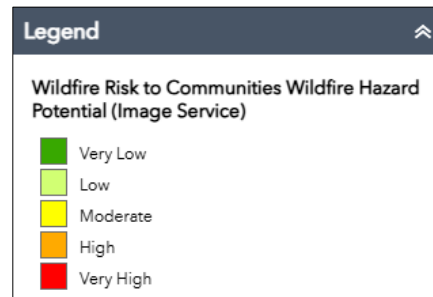 Legend
Wildfire Risk to Communities Wildfire Hazard
Potential (Image Service)
Very Low
Low
Moderate
High
Very High